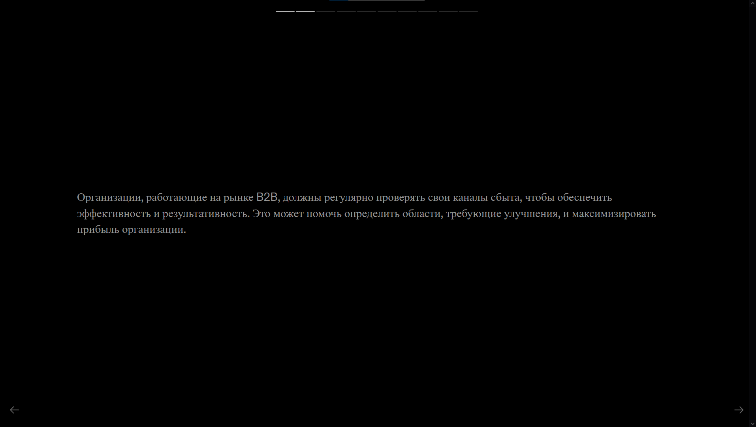 Организации, работающие на рынке B2B, должны регулярно проверять свои каналы сбыта, чтобы обеспечить
эффективность и результативность. Это может помочь определить области, требующие улучшения, и максимизировать
прибыль организации.